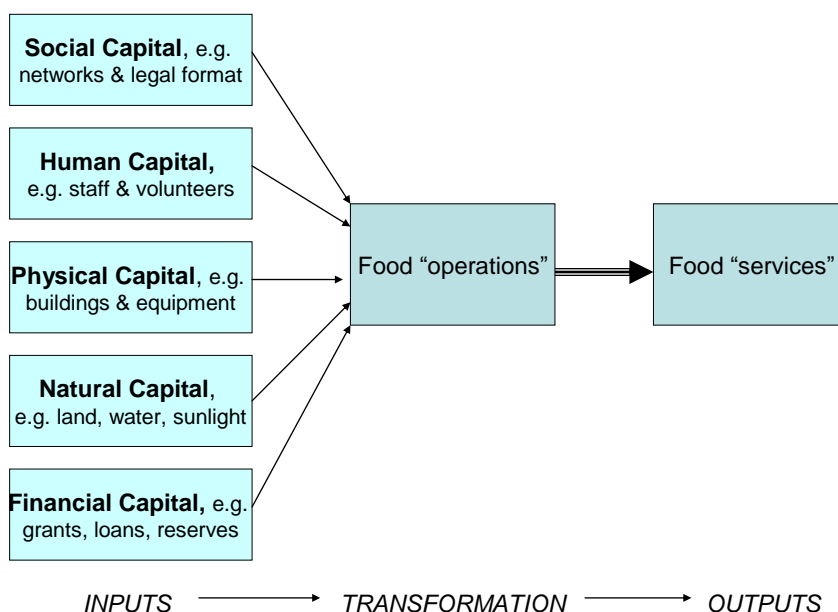 Social Capital, e.g.
networks & legal format
Human Capital,
e.g. staff & volunteers
Physical Capital, e.g.
buildings & equipment
Natural Capital,
e.g. land, water, sunlight
Financial Capital, e.g.
grants, loans, reserves
Food “operations”
Food “services”
INPUTS TRANSFORMATION OUTPUTS